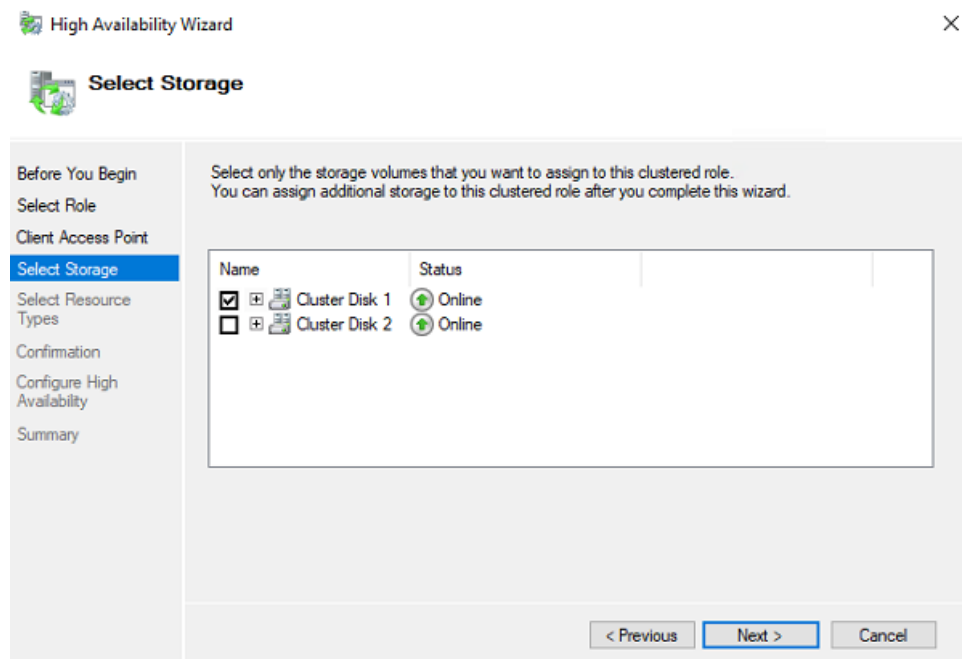 High Availability Wizard
Select Storage
Before You Begin
Select Role
Client Access Point
Select Storage
Select Resource
Types
Confirmation
Configure High
Availability
Summary
Select only the storage volumes that you want to assign to this clustered role.
You can assign additional storage to this clustered role after you complete this wizard.
Name Status
Cluster Disk 1 Online
Cluster Disk 2 Online
< Previous Next > Cancel